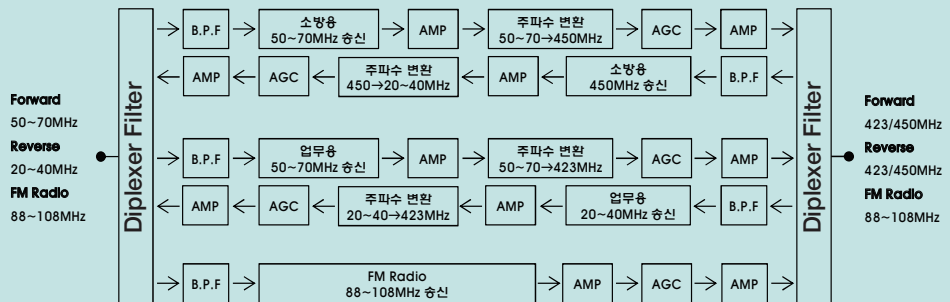 Forward
50~70MHz
Reverse
20~40MHz
FM Radio
88~108MHz
Diplexer Filter
B.P.F
소방용
50~70MHz 송신
AMP
주파수 변환
50~70→450MHz
AGC
AMP
AMP
AGC
주파수 변환
450→20~40MHz
AMP
소방용
450MHz 송신
B.P.F
B.P.F
업무용
50~70MHz 송신
AMP
주파수 변환
50~70→423MHz
AGC
AMP
AMP
AGC
주파수 변환
20~40→423MHz
AMP
업무용
20~40MHz 송신
B.P.F
B.P.F
FM Radio
88~108MHz 송신
AMP
AGC
AMP
Diplexer Filter
Forward
423/450MHz
Reverse
423/450MHz
FM Radio
88~108MHz